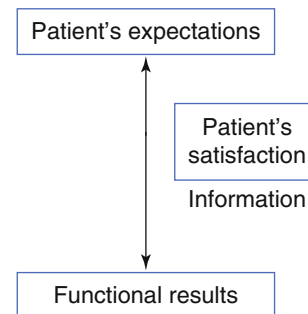 Patient’s expectations
Patient’s
satisfaction
Information
Functional results